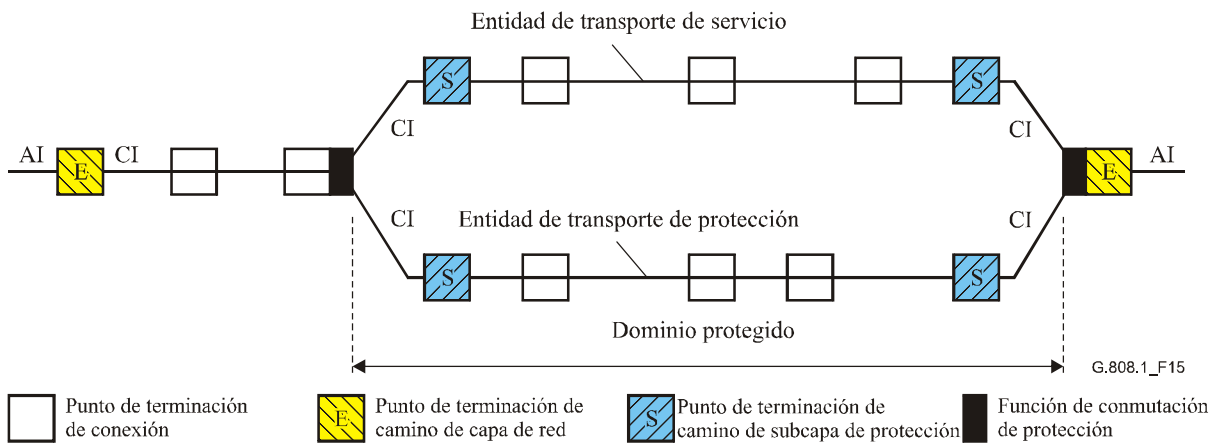 Entidad de transporte de servicio
S
S
CI
CI
AI
E
CI
E
AI
CI
Entidad de transporte de protección
CI
S
S
Dominio protegido
G.808.1_F15
Punto de terminación
de conexión
E
Punto de terminación de
camino de capa de red
S
Punto de terminación de
camino de subcapa de protección
Función de conmutación
de protección